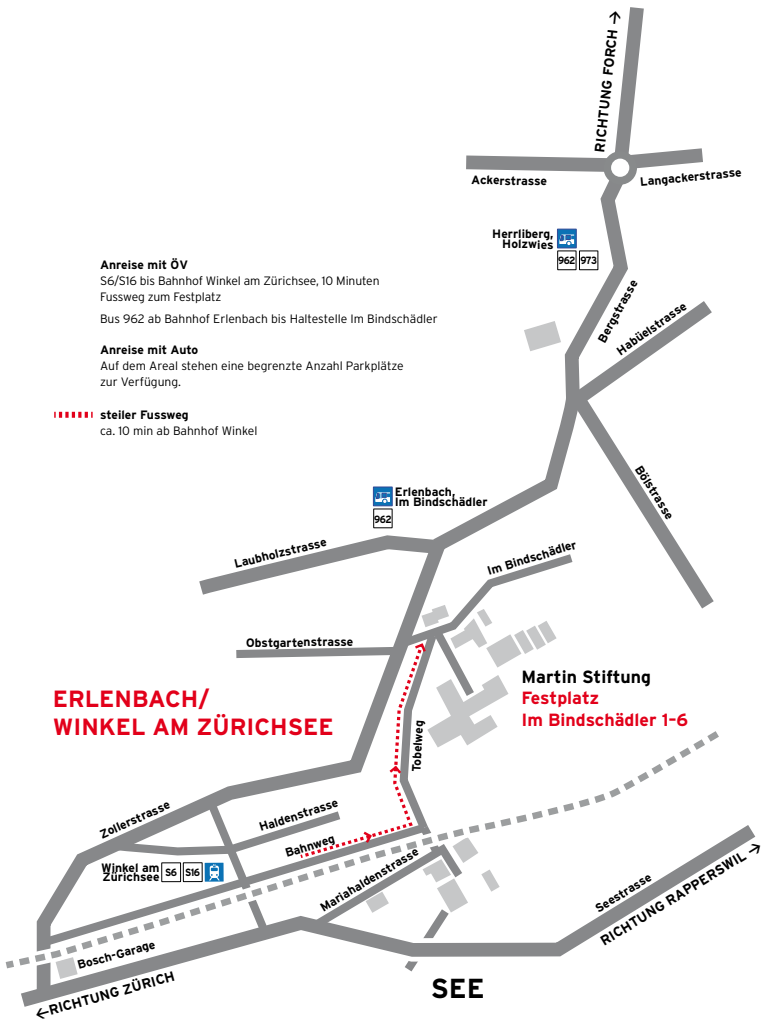 RICHTUNG FORCH →
Ackerstrasse
Langackerstrasse
Herrliberg,
Holzwies
962 973
Bergstrasse
Habüelstrasse
Anreise mit ÖV
S6/S16 bis Bahnhof Winkel am Zürichsee, 10 Minuten
Fussweg zum Festplatz
Bus 962 ab Bahnhof Erlenbach bis Haltestelle Im Bindschädler
Anreise mit Auto
Auf dem Areal stehen eine begrenzte Anzahl Parkplätze
zur Verfügung.
steiler Fussweg
ca. 10 min ab Bahnhof Winkel
Bölstrasse
Erlenbach,
Im Bindschädler
962
Laubholzstrasse
Im Bindschädler
Obstgartenstrasse
Martin Stiftung
Festplatz
Im Bindschädler 1–6
ERLENBACH/
WINKEL AM ZÜRICHSEE
Tobelweg
Zollerstrasse
Haldenstrasse
Bahnweg
Winkel am
Zürichsee
S6 S16
Mariahaldenstrasse
Seestrasse
RICHTUNG RAPPERSWIL →
Bosch-Garage
←RICHTUNG ZÜRICH
SEE